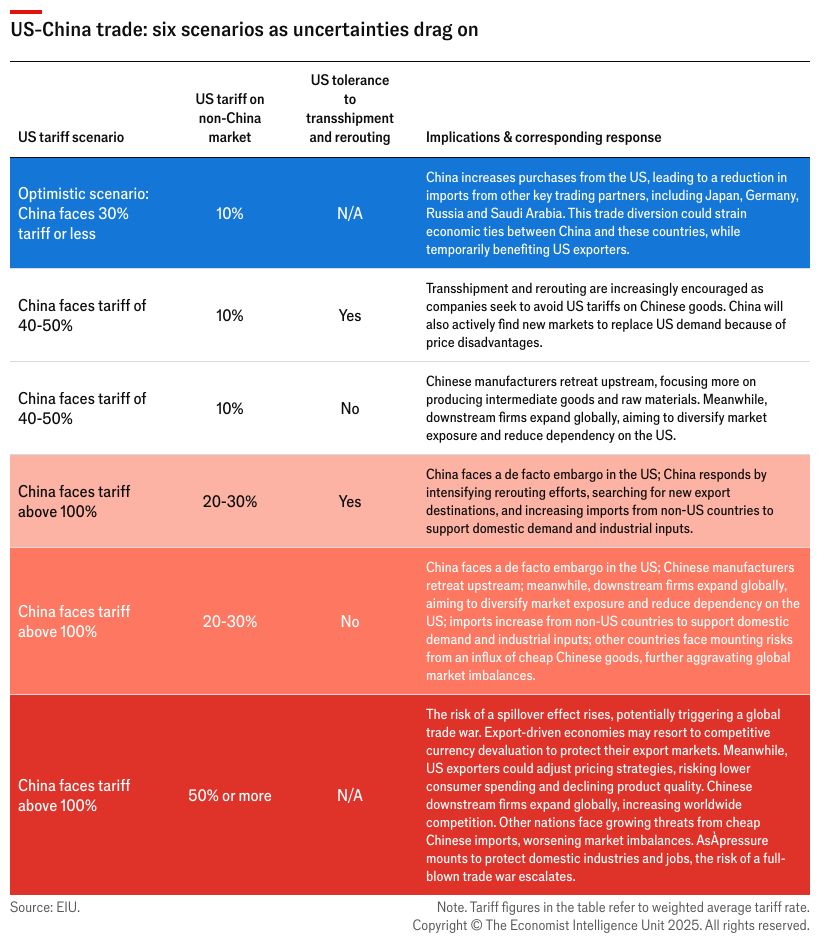 US-China trade: six scenarios as uncertainties drag on
US tariff scenario
US tariff on
non-China
market
US tolerance
to
transshipment
and rerouting
Implications & corresponding response
Optimistic scenario:
China faces 30%
tariff or less
10%
N/A
China increases purchases from the US, leading to a reduction in
imports from other key trading partners, including Japan, Germany,
Russia and Saudi Arabia. This trade diversion could strain
economic ties between China and these countries, while
temporarily benefiting US exporters.
China faces tariff of
40-50%
10%
Yes
Transshipment and rerouting are increasingly encouraged as
companies seek to avoid US tariffs on Chinese goods. China will
also actively find new markets to replace US demand because of
price disadvantages.
China faces tariff of
40-50%
10%
No
Chinese manufacturers retreat upstream, focusing more on
producing intermediate goods and raw materials. Meanwhile,
downstream firms expand globally, aiming to diversify market
exposure and reduce dependency on the US.
China faces tariff
above 100%
20-30%
Yes
China faces a de facto embargo in the US; China responds by
intensifying rerouting efforts, searching for new export
destinations, and increasing imports from non-US countries to
support domestic demand and industrial inputs.
China faces tariff
above 100%
20-30%
No
China faces a de facto embargo in the US; Chinese manufacturers
retreat upstream; meanwhile, downstream firms expand globally,
aiming to diversify market exposure and reduce dependency on the
US; imports increase from non-US countries to support domestic
demand and industrial inputs; other countries face mounting risks
from an influx of cheap Chinese goods, further aggravating global
market imbalances.
China faces tariff
above 100%
50% or more
N/A
The risk of a spillover effect rises, potentially triggering a global
trade war. Export-driven economies may resort to competitive
currency devaluation to protect their export markets. Meanwhile,
US exporters could adjust pricing strategies, risking lower
consumer spending and declining product quality. Chinese
downstream firms expand globally, increasing worldwide
competition. Other nations face growing threats from cheap
Chinese imports, worsening market imbalances. AsÀpressure
mounts to protect domestic industries and jobs, the risk of a full-
blown trade war escalates.
Source: EIU.
Note. Tariff figures in the table refer to weighted average tariff rate.
Copyright © The Economist Intelligence Unit 2025. All rights reserved.